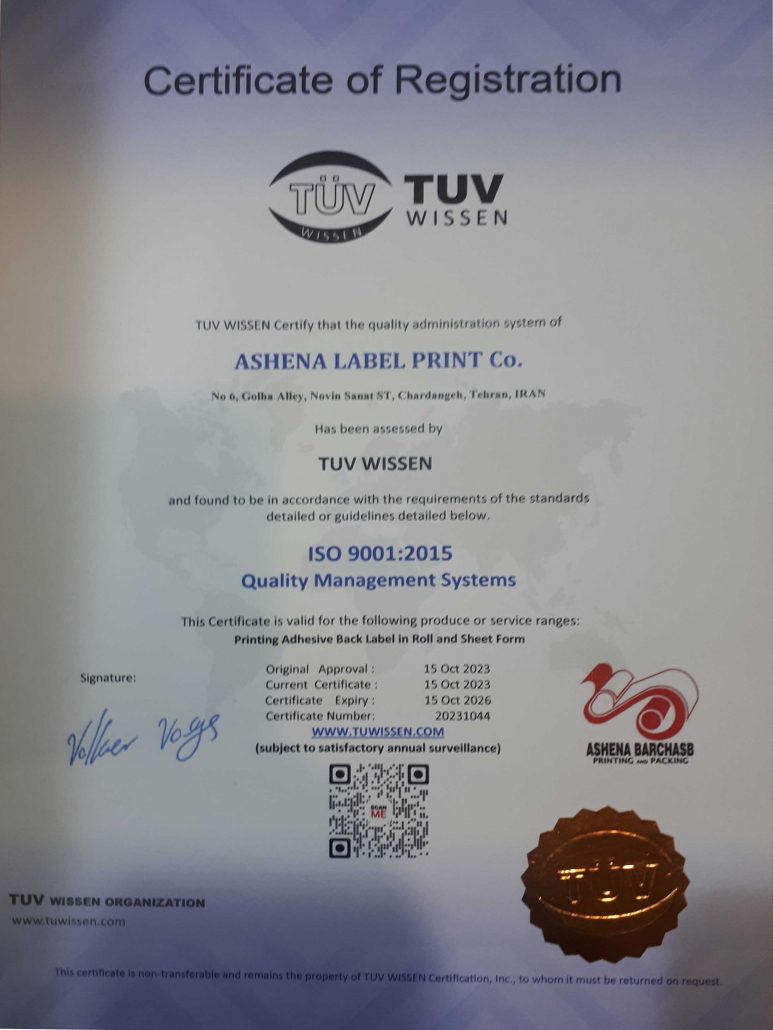 Certificate of Registration
TÜV
WISSEN
TUV
WISSEN
TUV WISSEN Certify that the quality administration system of
ASHENA LABEL PRINT Co.
No 6, Golha Alley, Novin Sanat ST, Chardangeh, Tehran, IRAN
Has been assessed by
TUV WISSEN
and found to be in accordance with the requirements of the standards
detailed or guidelines detailed below.
ISO 9001:2015
Quality Management Systems
This Certificate is valid for the following produce or service ranges:
Printing Adhesive Back Label in Roll and Sheet Form
Signature:
Original Approval : 15 Oct 2023
Current Certificate : 15 Oct 2023
Certificate Expiry : 15 Oct 2026
Certificate Number: 20231044
WWW.TUWISSEN.COM
(subject to satisfactory annual surveillance)
SCAN
ME
ASHENA BARCHASB
PRINTING AND PACKING
TÜV
TUV WISSEN ORGANIZATION
www.tuwissen.com
This certificate is non-transferable and remains the property of TUV WISSEN Certification, Inc., to whom it must be returned on request.